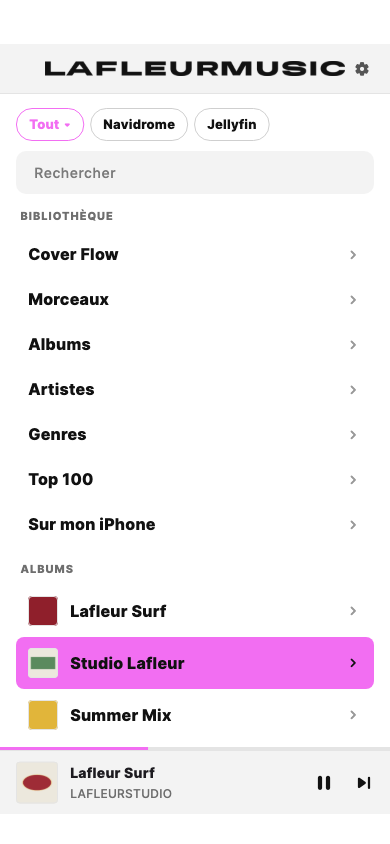 LAFLEURMUSIC
Tout
Navidrome
Jellyfin
Rechercher
BIBLIOTHÈQUE
Cover Flow
Morceaux
Albums
Artistes
Genres
Top 100
Sur mon iPhone
ALBUMS
Lafleur Surf
Studio Lafleur
Summer Mix
Lafleur Surf
LAFLEURSTUDIO